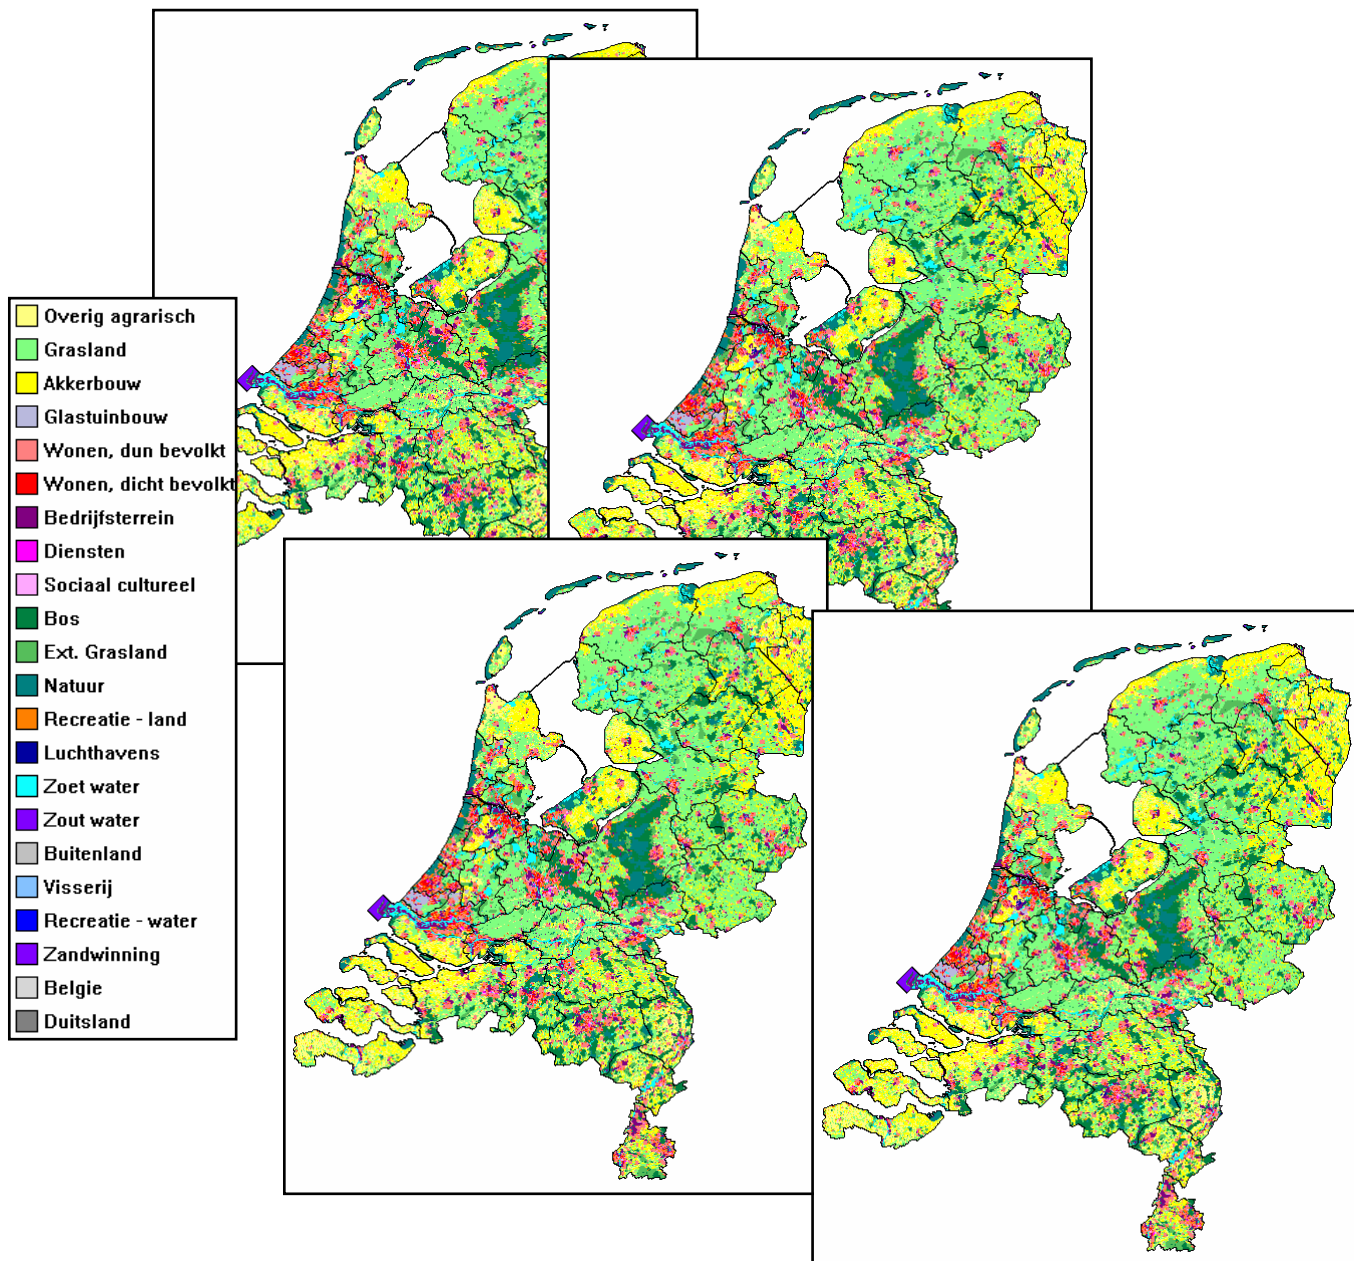 Overig agrarisch
Grasland
Akkerbouw
Glastuinbouw
Wonen, dun bevolkt
Wonen, dicht bevolkt
Bedrijfsterrein
Diensten
Sociaal cultureel
Bos
Ext. Grasland
Natuur
Recreatie - land
Luchthavens
Zoet water
Zout water
Buitenland
Visserij
Recreatie - water
Zandwinning
Belgie
Duitsland